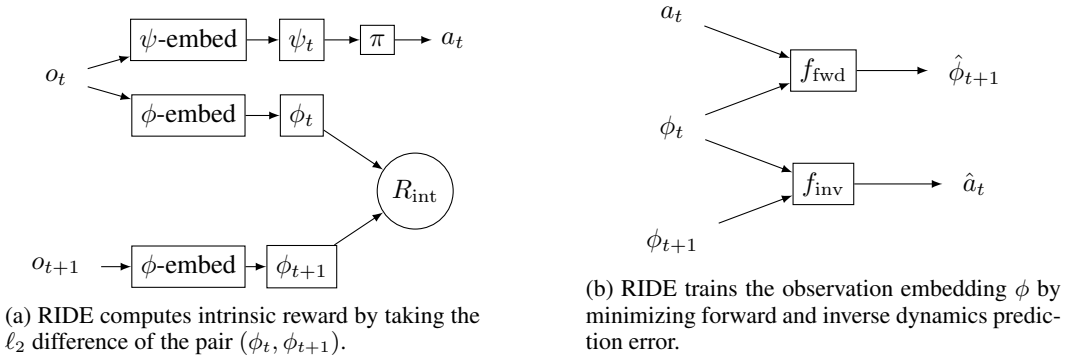 o_t
ψ-embed
ψ_t
π
a_t
φ-embed
φ_t
R_int
o_{t+1}
φ-embed
φ_{t+1}
(a) RIDE computes intrinsic reward by taking the
ℓ₂ difference of the pair (φ_t, φ_{t+1}).
a_t
f_fwd
φ̂_{t+1}
φ_t
f_inv
â_t
φ_{t+1}
(b) RIDE trains the observation embedding φ by
minimizing forward and inverse dynamics predic-
tion error.